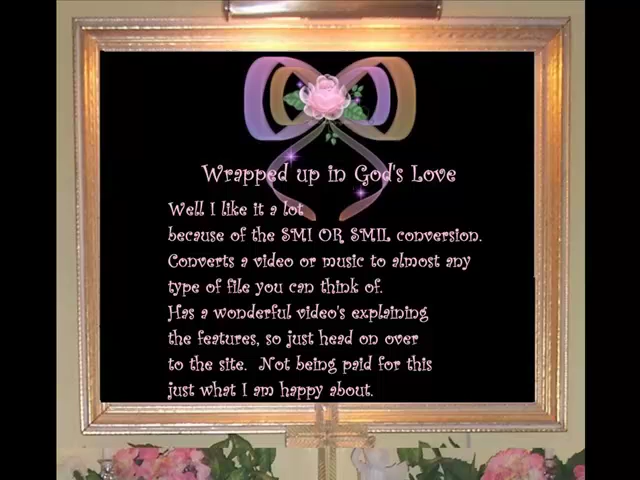 Wrapped up in God's Love
Well I like it a lot
because of the SMI OR SMIL conversion.
Converts a video or music to almost any
type of file you can think of.
Has a wonderful video's explaining
the features, so just head on over
to the site. Not being paid for this
just what I am happy about.